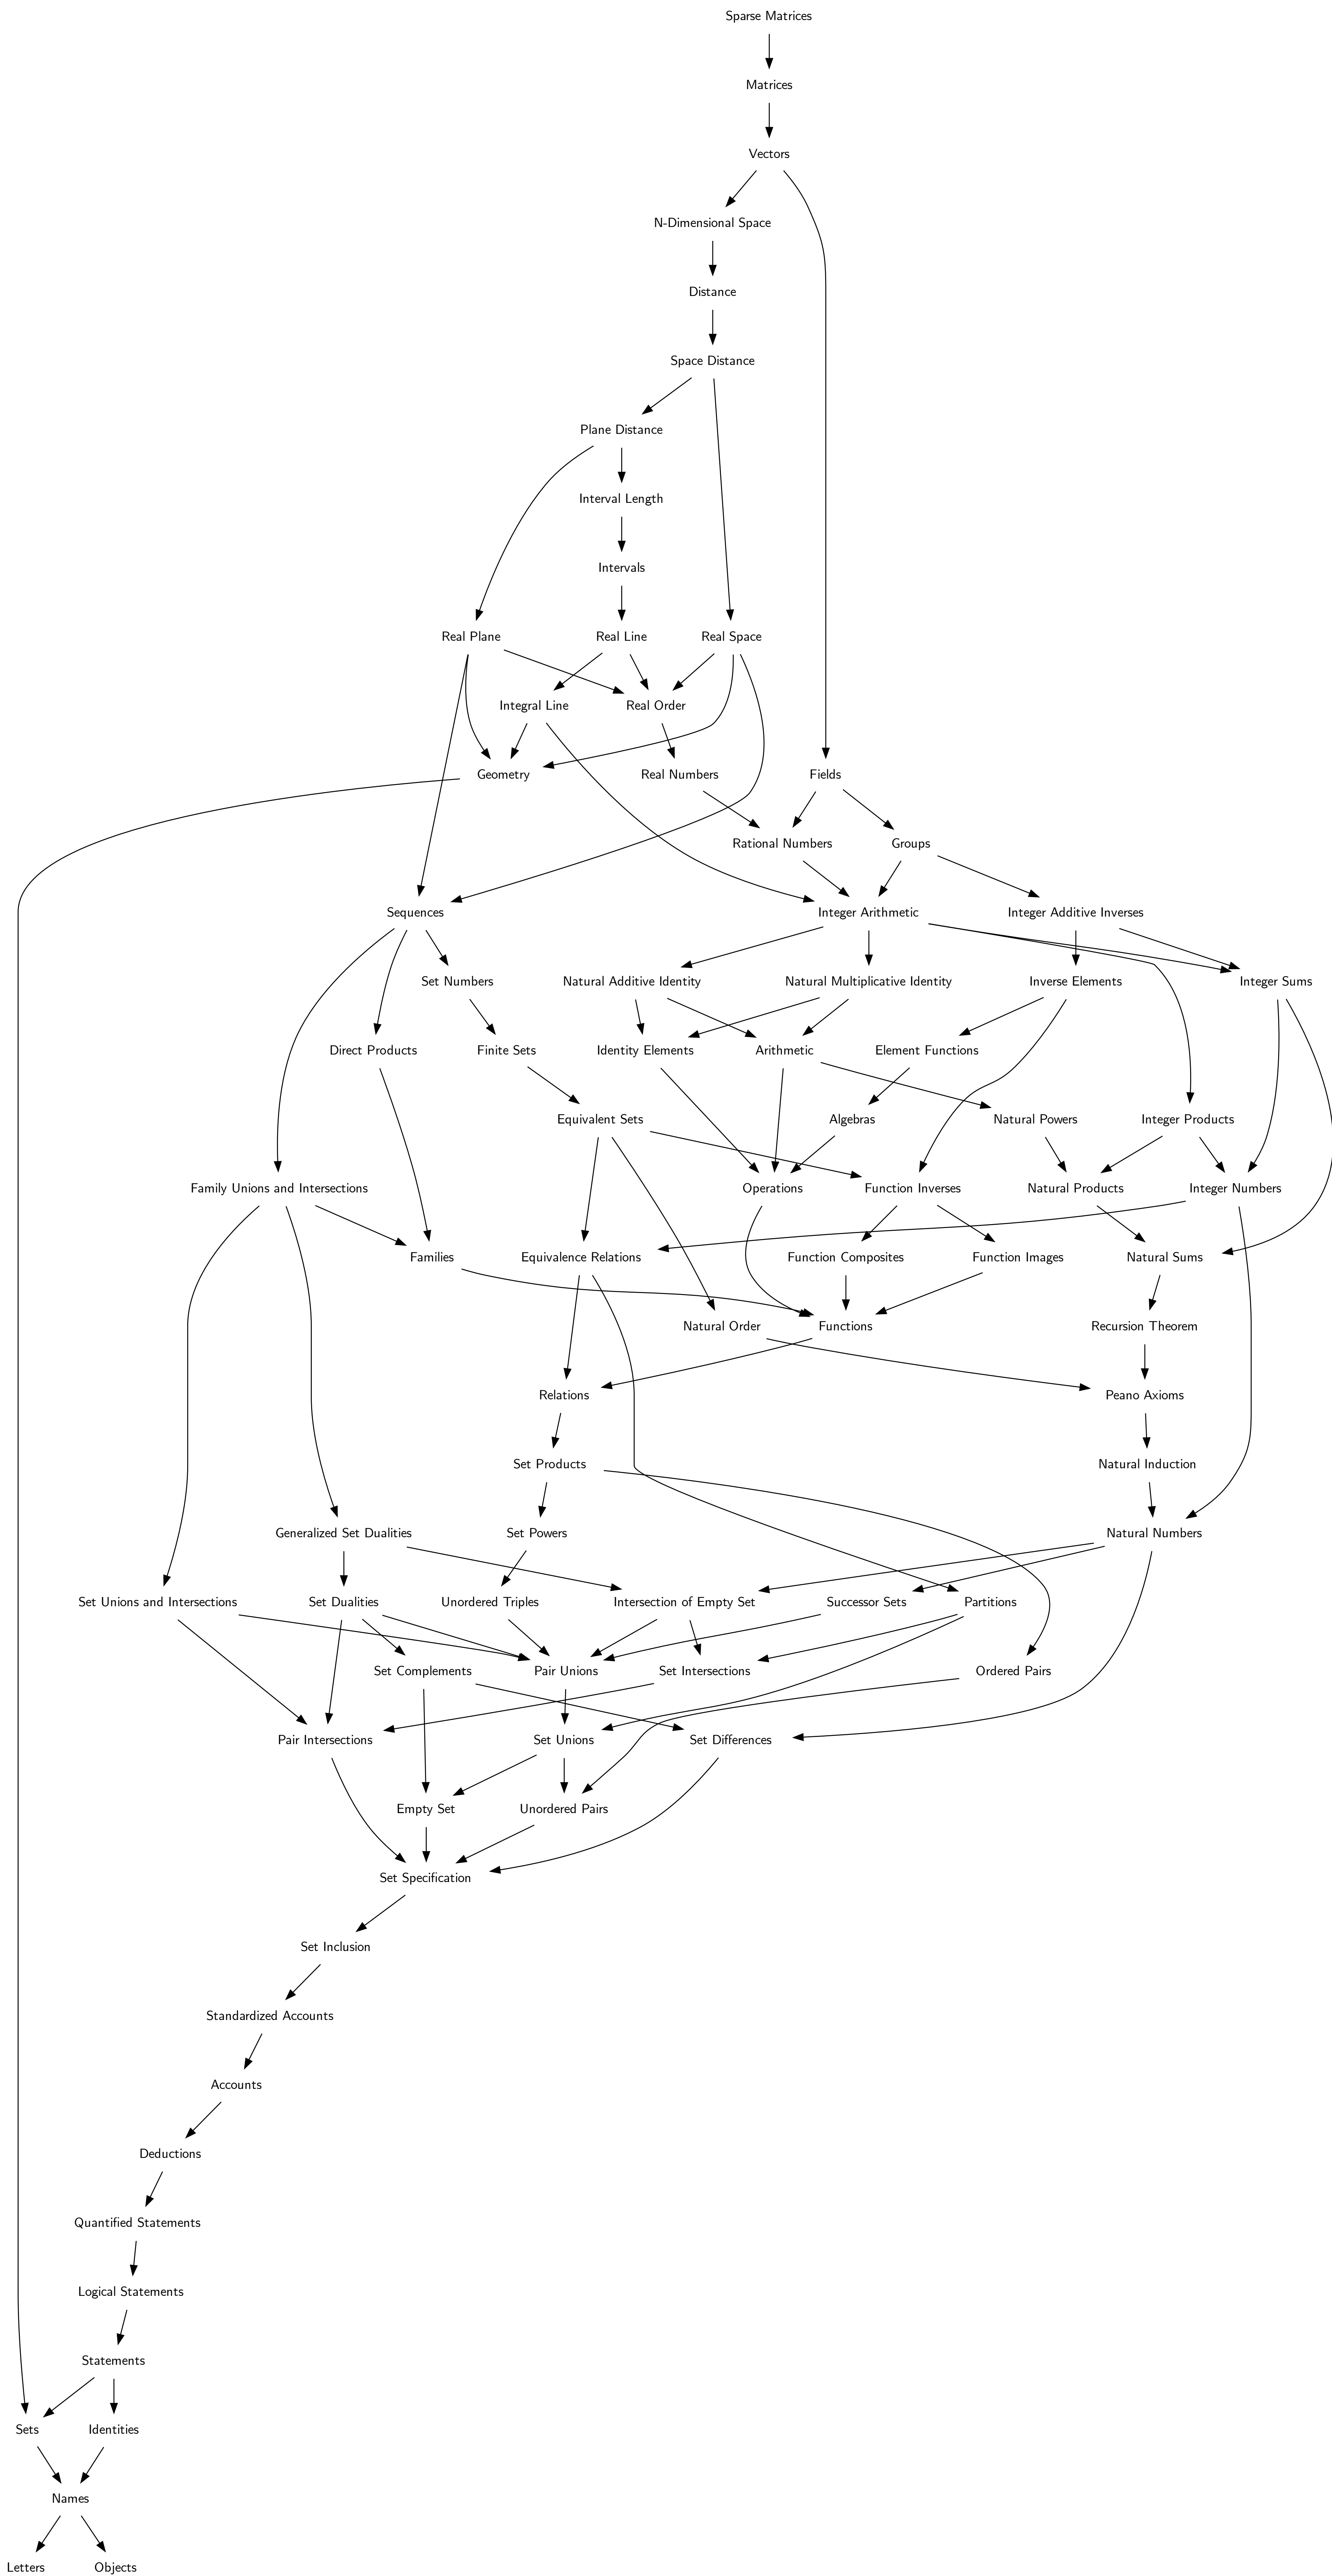 Sparse Matrices
Matrices
Vectors
N-Dimensional Space
Distance
Space Distance
Plane Distance
Interval Length
Intervals
Real Plane
Real Line
Real Space
Integral Line
Real Order
Geometry
Real Numbers
Fields
Rational Numbers
Groups
Sequences
Integer Arithmetic
Integer Additive Inverses
Set Numbers
Natural Additive Identity
Natural Multiplicative Identity
Inverse Elements
Integer Sums
Direct Products
Finite Sets
Identity Elements
Arithmetic
Element Functions
Equivalent Sets
Algebras
Natural Powers
Integer Products
Family Unions and Intersections
Operations
Function Inverses
Natural Products
Integer Numbers
Families
Equivalence Relations
Function Composites
Function Images
Natural Sums
Natural Order
Functions
Recursion Theorem
Relations
Peano Axioms
Set Products
Natural Induction
Generalized Set Dualities
Set Powers
Natural Numbers
Set Unions and Intersections
Set Dualities
Unordered Triples
Intersection of Empty Set
Successor Sets
Partitions
Set Complements
Pair Unions
Set Intersections
Ordered Pairs
Pair Intersections
Set Unions
Set Differences
Empty Set
Unordered Pairs
Set Specification
Set Inclusion
Standardized Accounts
Accounts
Deductions
Quantified Statements
Logical Statements
Statements
Sets
Identities
Names
Letters
Objects